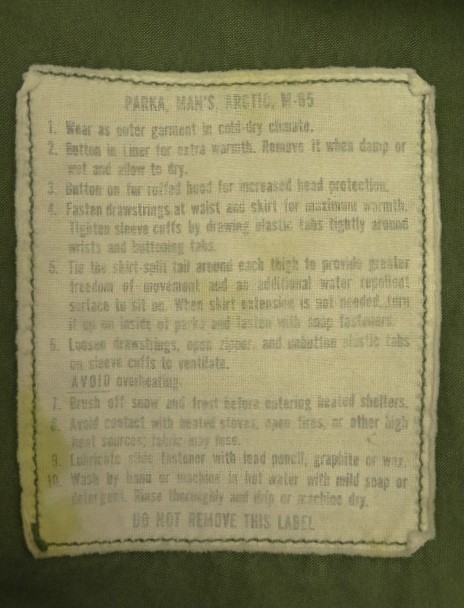 PARKA, MAN'S, ARCTIC, M-65
1. Wear as outer garment in cold-dry climate.
2. Button in liner for extra warmth. Remove it when damp or
wet and allow to dry.
3. Button on fur roffed hood for increased head protection.
4. Fasten drawstrings at waist and skirt for maximum warmth.
Tighten sleeve cuffs by drawing elastic tabs tightly around
wrists and buttoning tabs.
5. Tie the skirt-split tail around each thigh to provide greater
freedom of movement and an additional water repellent
surface to sit on. When skirt extension is not needed, turn
it up on inside of parka and fasten with snap fasteners.
6. Loosen drawstrings, open zipper, and unbutton elastic tabs
on sleeve cuffs to ventilate.
AVOID overheating.
7. Brush off snow and frost before entering heated shelters.
8. Avoid contact with heated stoves, open fires, or other high
heat sources; fabric may fuse.
9. Lubricate slide fastener with lead pencil, graphite or wax.
10. Wash by hand or machine in hot water with mild soap or
detergent. Rinse thoroughly and drip or machine dry.
DO NOT REMOVE THIS LABEL